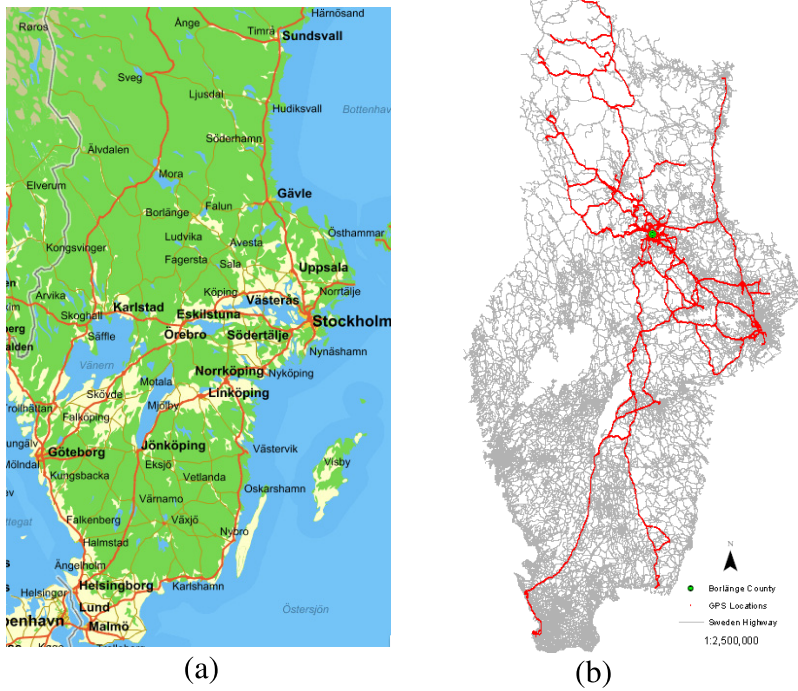 Härnösand
Røros
Ånge
Timrå
Sundsvall
Sveg
Ljusdal
Hudiksvall
Bottenhav
Söderhamn
Älvdalen
Mora
Elverum
Gävle
Borlänge
Falun
Östhammar
Ludvika
Avesta
Kongsvinger
Fagersta
Sala
Uppsala
Köping
Västerås
Norrtälje
Arvika
Karlstad
Eskilstuna
Skoghall
Stockholm
Örebro
Södertälje
Säffle
Nynäshamn
Vänern
Norrköping
Nyköping
Motala
Skövde
Linköping
Mjölby
Trollhättan
Falköping
Jönköping
Göteborg
Västervik
Mölndal
Eksjö
Visby
Kungsbacka
Vetlanda
Oskarshamn
Värnamo
Falkenberg
Växjö
Nybro
Halmstad
Ängelholm
Helsingborg
Karlshamn
Helsingør
Lund
Östersjön
benhavn
Malmö
N
Borlänge County
GPS Locations
Sweden Highway
1:2,500,000
(a)
(b)